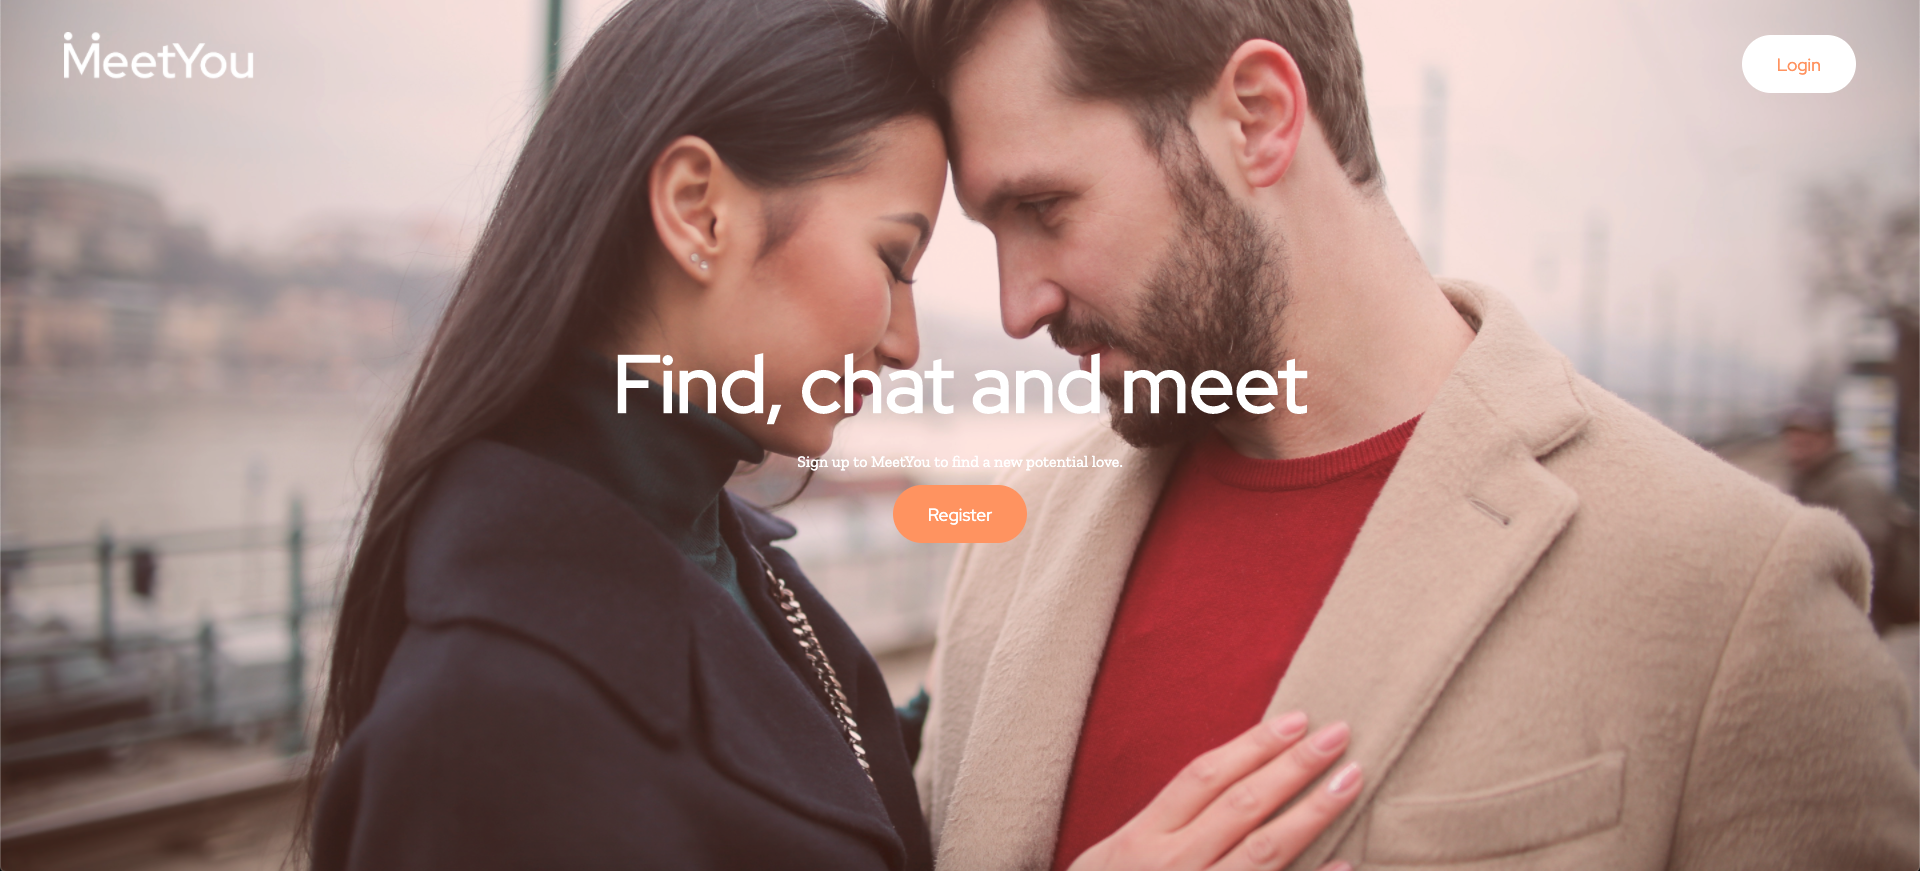 MeetYou
Login
Find, chat and meet
Sign up to MeetYou to find a new potential love.
Register